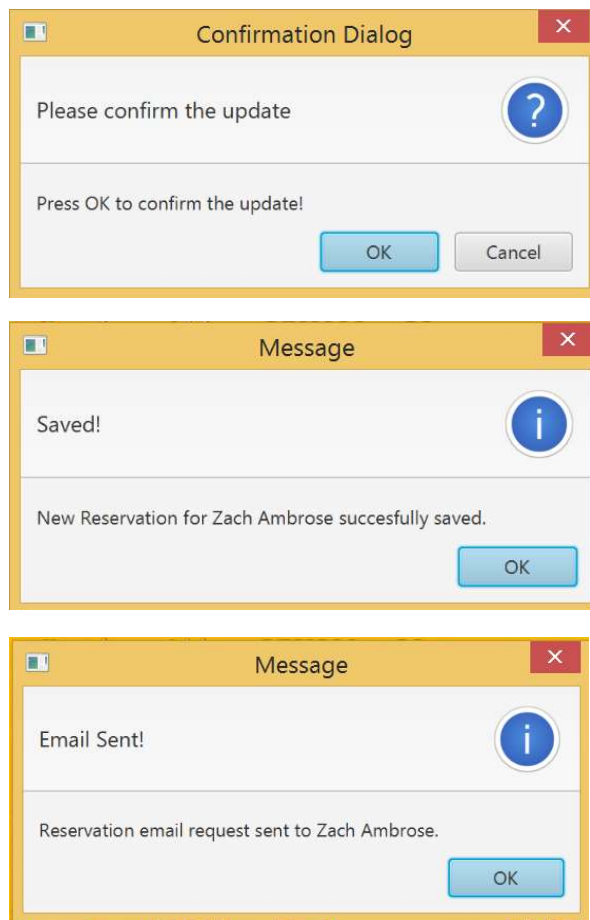 Confirmation Dialog
Please confirm the update
?
Press OK to confirm the update!
OK Cancel
Message
Saved!
i
New Reservation for Zach Ambrose succesfully saved.
OK
Message
Email Sent!
i
Reservation email request sent to Zach Ambrose.
OK